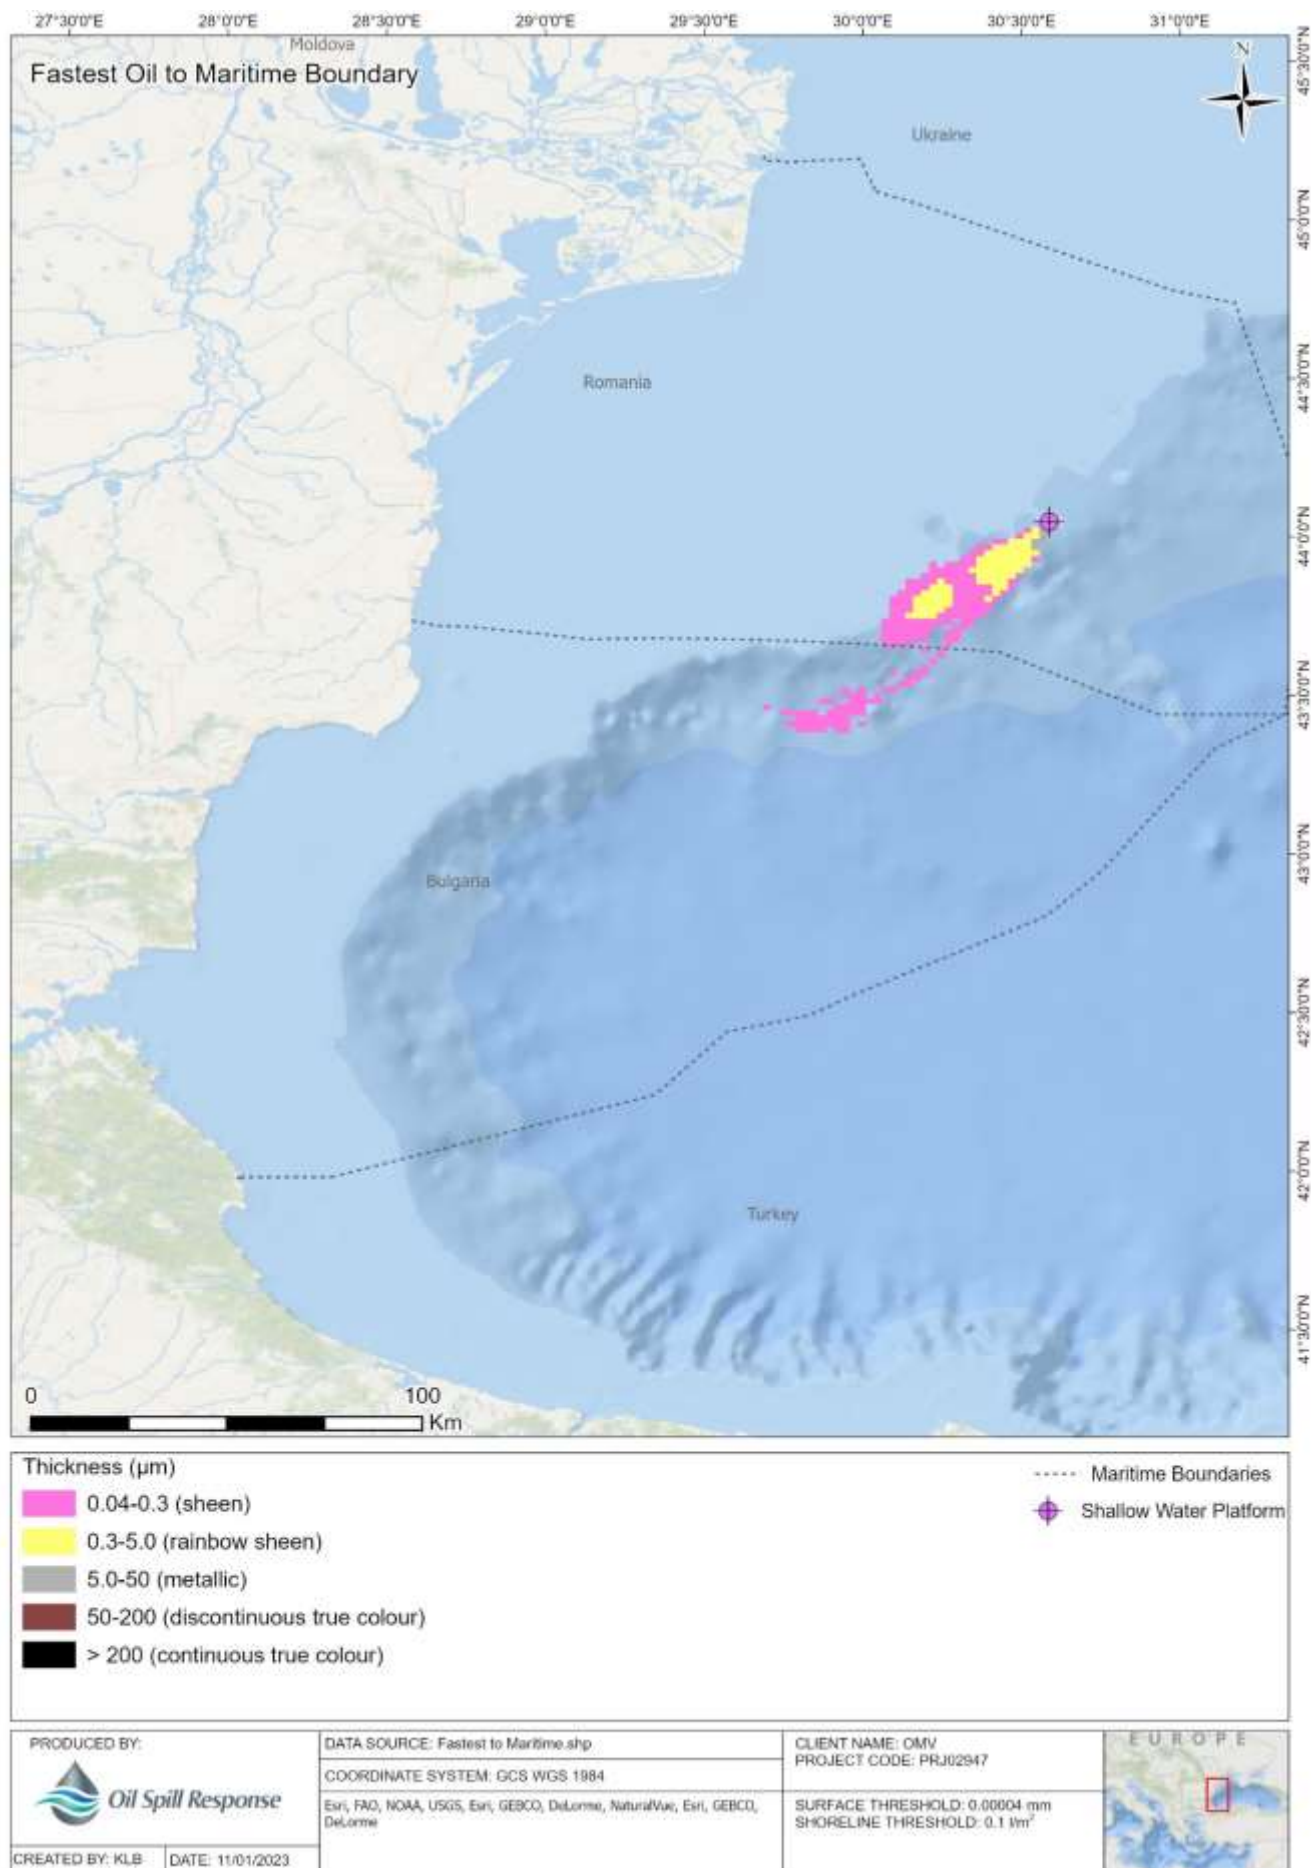 27°30'0"E 28°0'0"E 28°30'0"E 29°0'0"E 29°30'0"E 30°0'0"E 30°30'0"E 31°0'0"E
Moldova
Fastest Oil to Maritime Boundary
N
45°30'0"N
Ukraine
45°0'0"N
Romania
44°30'0"N
44°0'0"N
43°30'0"N
43°0'0"N
Bulgaria
42°30'0"N
42°0'0"N
Turkey
41°30'0"N
0 100
Km
Thickness (µm)
0.04-0.3 (sheen)
0.3-5.0 (rainbow sheen)
5.0-50 (metallic)
50-200 (discontinuous true colour)
> 200 (continuous true colour)
Maritime Boundaries
Shallow Water Platform
PRODUCED BY:
Oil Spill Response
CREATED BY: KLB DATE: 11/01/2023
DATA SOURCE: Fastest to Maritime.shp
COORDINATE SYSTEM: GCS WGS 1984
Esri, FAO, NOAA, USGS, Esri, GEBCO, DeLorme, NaturalVue, Esri, GEBCO,
DeLorme
CLIENT NAME: OMV
PROJECT CODE: PRJ02947
SURFACE THRESHOLD: 0.00004 mm
SHORELINE THRESHOLD: 0.1 l/m²
EUROPE